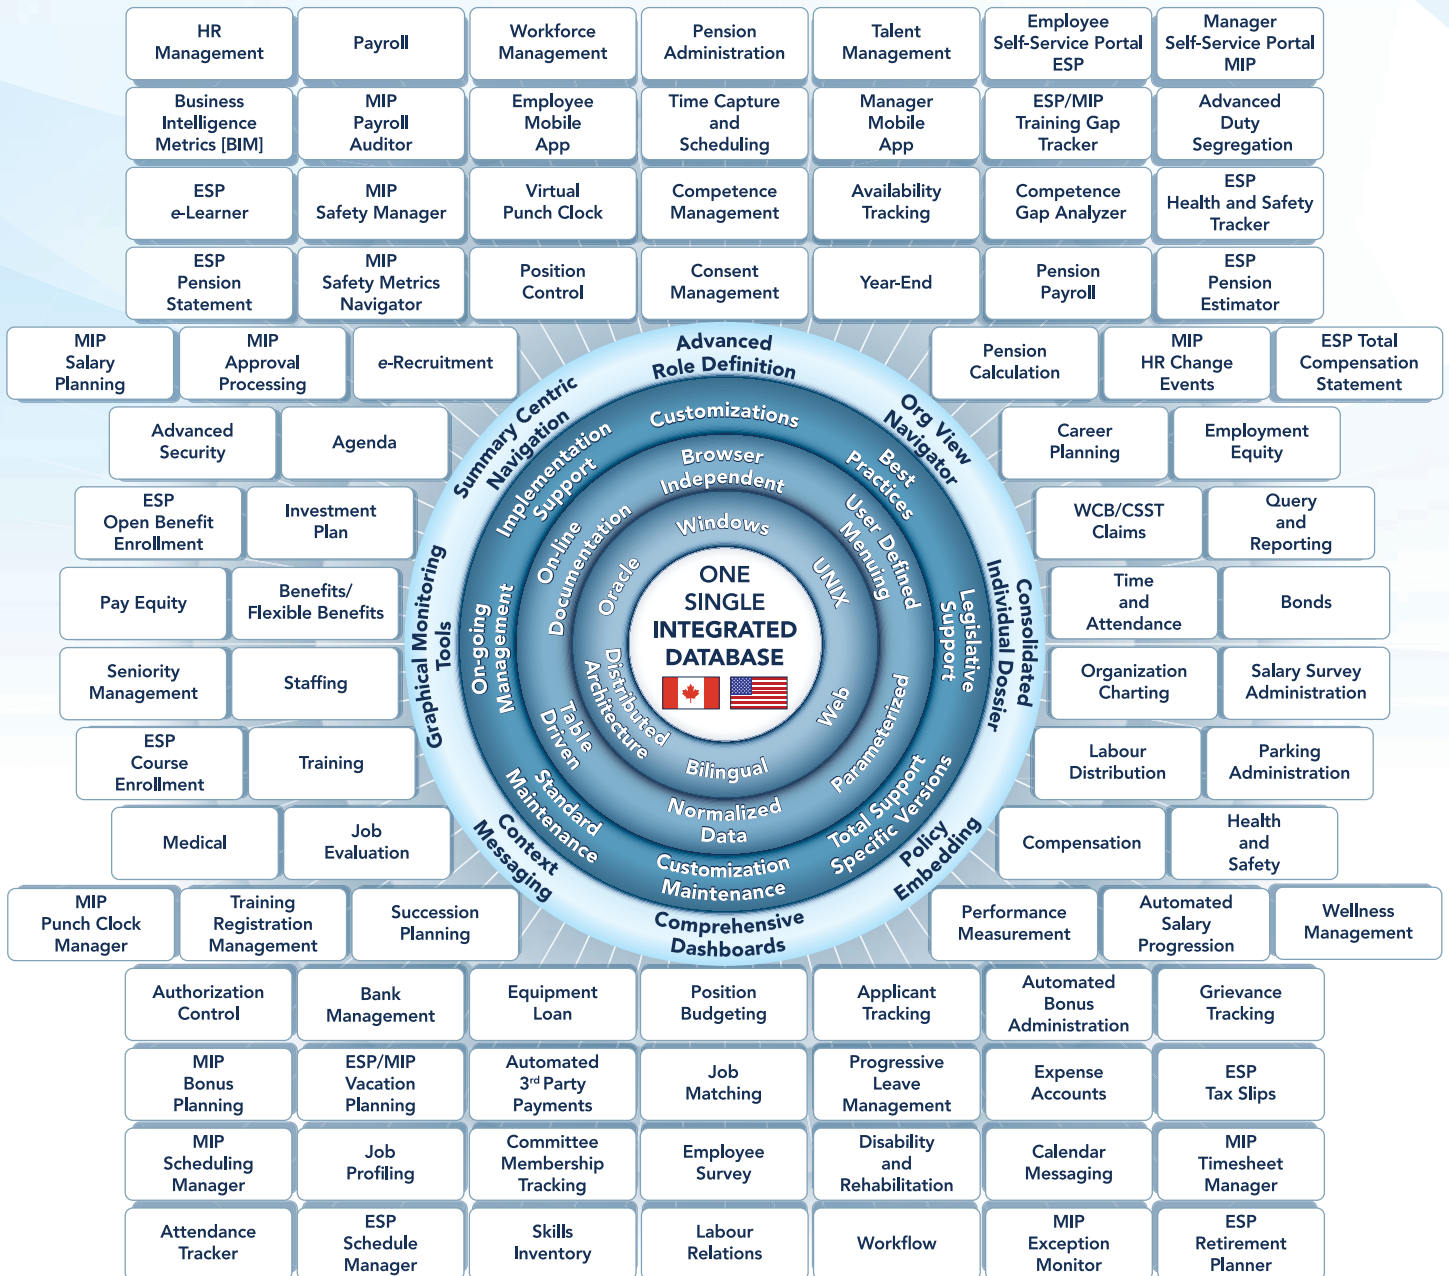 HR
Management
Payroll
Workforce
Management
Pension
Administration
Talent
Management
Employee
Self-Service Portal
ESP
Manager
Self-Service Portal
MIP
Business
Intelligence
Metrics [BIM]
MIP
Payroll
Auditor
Employee
Mobile
App
Time Capture
and
Scheduling
Manager
Mobile
App
ESP/MIP
Training Gap
Tracker
Advanced
Duty
Segregation
ESP
e-Learner
MIP
Safety Manager
Virtual
Punch Clock
Competence
Management
Availability
Tracking
Competence
Gap Analyzer
ESP
Health and Safety
Tracker
ESP
Pension
Statement
MIP
Safety Metrics
Navigator
Position
Control
Consent
Management
Year-End
Pension
Payroll
ESP
Pension
Estimator
MIP
Salary
Planning
MIP
Approval
Processing
e-Recruitment
Pension
Calculation
MIP
HR Change
Events
ESP Total
Compensation
Statement
Advanced
Security
Agenda
Career
Planning
Employment
Equity
ESP
Open Benefit
Enrollment
Investment
Plan
WCB/CSST
Claims
Query
and
Reporting
Pay Equity
Benefits/
Flexible Benefits
Time
and
Attendance
Bonds
Seniority
Management
Staffing
Organization
Charting
Salary Survey
Administration
ESP
Course
Enrollment
Training
Labour
Distribution
Parking
Administration
Medical
Job
Evaluation
Compensation
Health
and
Safety
MIP
Punch Clock
Manager
Training
Registration
Management
Succession
Planning
Performance
Measurement
Automated
Salary
Progression
Wellness
Management
Advanced
Role Definition
Org View
Navigator
Consolidated
Individual Dossier
Policy
Embedding
Comprehensive
Dashboards
Context
Messaging
Graphical Monitoring
Tools
Summary Centric
Navigation
Customizations
Best
Practices
Legislative
Support
Total Support
Specific Versions
Customization
Maintenance
Standard
Maintenance
On-going
Management
Implementation
Support
Browser
Independent
User Defined
Menuing
Parameterized
Normalized
Data
Table
Driven
On-line
Documentation
Windows
UNIX
Web
Bilingual
Distributed
Architecture
Oracle
ONE
SINGLE
INTEGRATED
DATABASE
Authorization
Control
Bank
Management
Equipment
Loan
Position
Budgeting
Applicant
Tracking
Automated
Bonus
Administration
Grievance
Tracking
MIP
Bonus
Planning
ESP/MIP
Vacation
Planning
Automated
3rd Party
Payments
Job
Matching
Progressive
Leave
Management
Expense
Accounts
ESP
Tax Slips
MIP
Scheduling
Manager
Job
Profiling
Committee
Membership
Tracking
Employee
Survey
Disability
and
Rehabilitation
Calendar
Messaging
MIP
Timesheet
Manager
Attendance
Tracker
ESP
Schedule
Manager
Skills
Inventory
Labour
Relations
Workflow
MIP
Exception
Monitor
ESP
Retirement
Planner